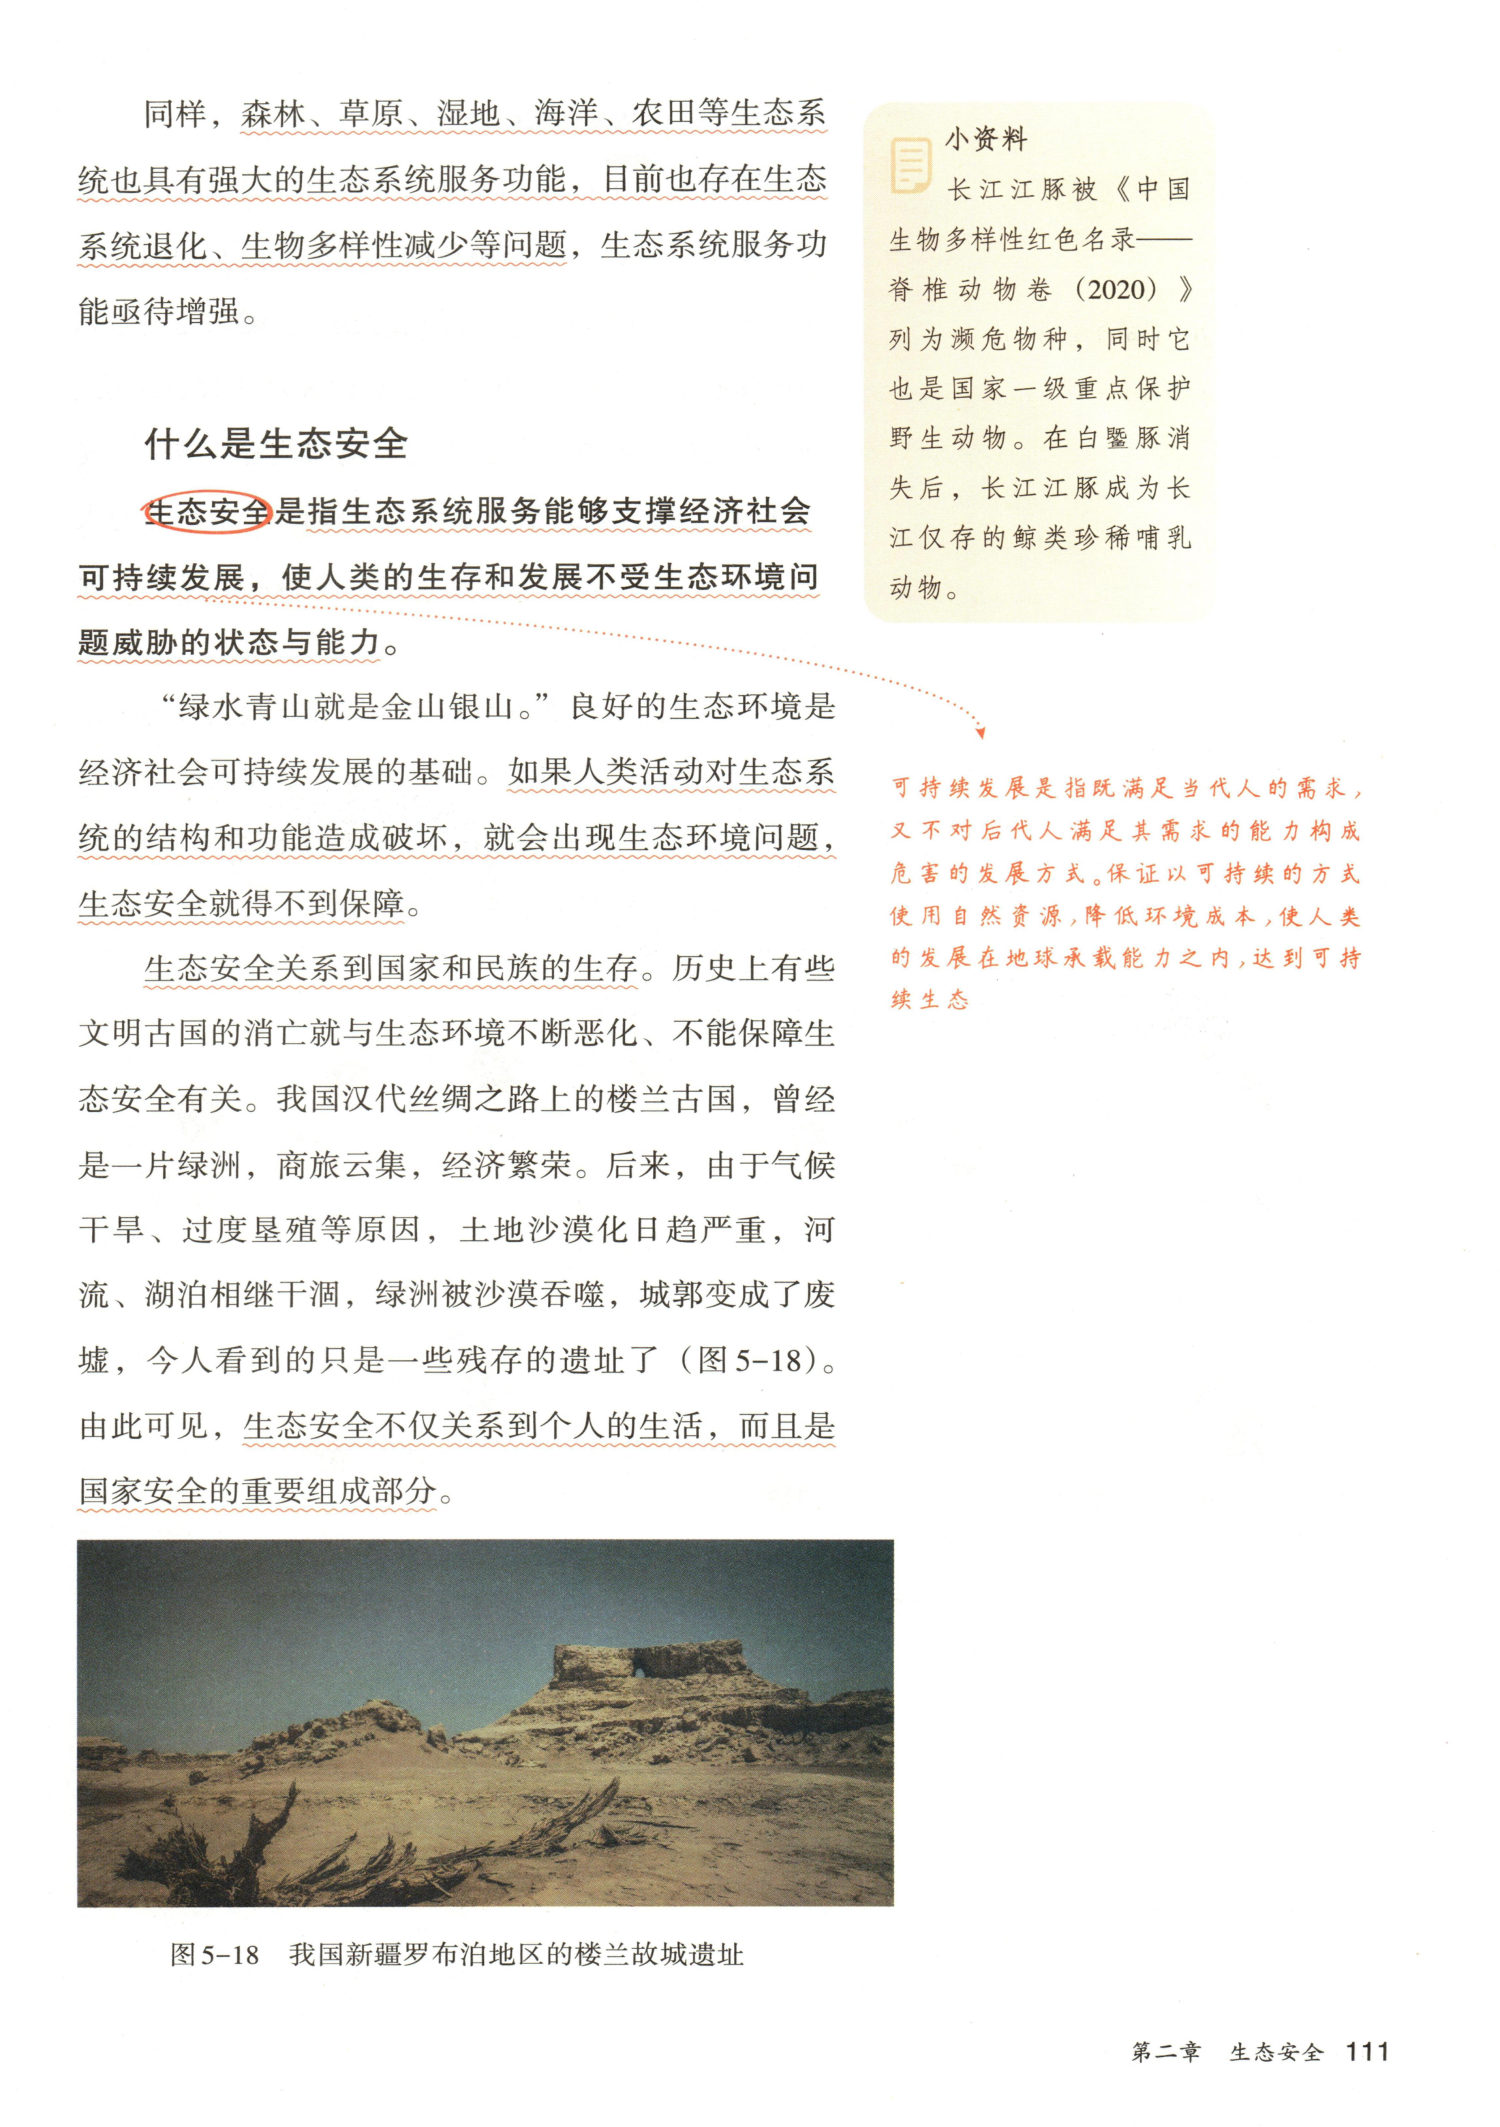 同样，森林、草原、湿地、海洋、农田等生态系
统也具有强大的生态系统服务功能，目前也存在生态
系统退化、生物多样性减少等问题，生态系统服务功
能亟待增强。
什么是生态安全
生态安全是指生态系统服务能够支撑经济社会
可持续发展，使人类的生存和发展不受生态环境问
题威胁的状态与能力。
“绿水青山就是金山银山。”良好的生态环境是
经济社会可持续发展的基础。如果人类活动对生态系
统的结构和功能造成破坏，就会出现生态环境问题，
生态安全就得不到保障。
生态安全关系到国家和民族的生存。历史上有些
文明古国的消亡就与生态环境不断恶化、不能保障生
态安全有关。我国汉代丝绸之路上的楼兰古国，曾经
是一片绿洲，商旅云集，经济繁荣。后来，由于气候
干旱、过度垦殖等原因，土地沙漠化日趋严重，河
流、湖泊相继干涸，绿洲被沙漠吞噬，城郭变成了废
墟，今人看到的只是一些残存的遗址了（图5-18）。
由此可见，生态安全不仅关系到个人的生活，而且是
国家安全的重要组成部分。
图5-18 我国新疆罗布泊地区的楼兰故城遗址
小资料
长江江豚被《中国
生物多样性红色名录——
脊椎动物卷（2020）》
列为濒危物种，同时它
也是国家一级重点保护
野生动物。在白鱀豚消
失后，长江江豚成为长
江仅存的鲸类珍稀哺乳
动物。
可持续发展是指既满足当代人的需求，
又不对后代人满足其需求的能力构成
危害的发展方式。保证以可持续的方式
使用自然资源，降低环境成本，使人类
的发展在地球承载能力之内，达到可持
续生态
第二章 生态安全 111